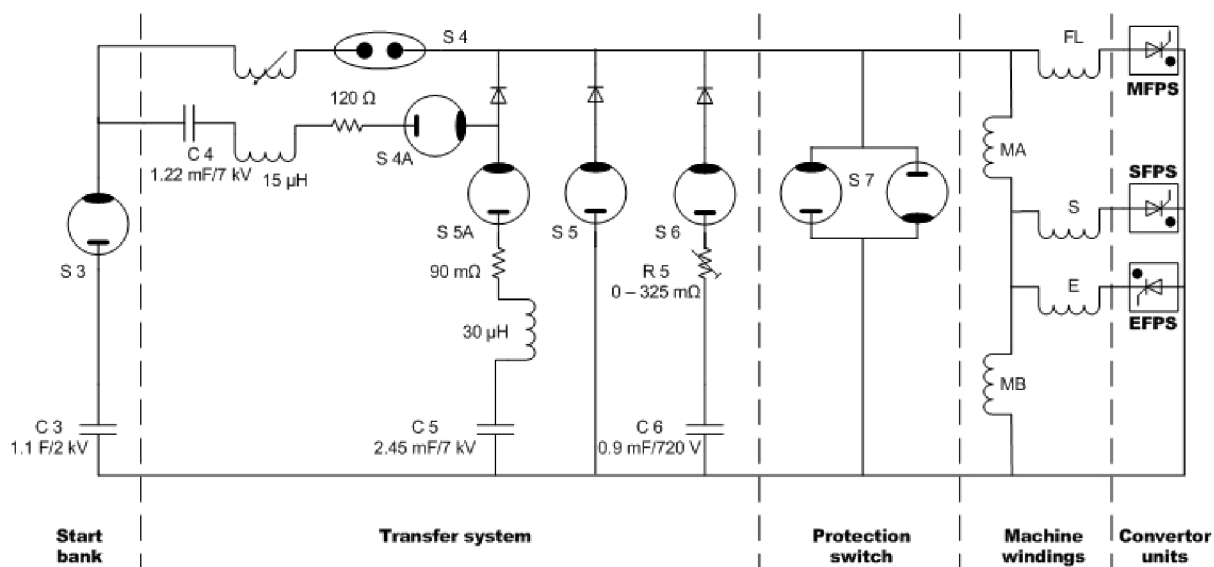 S 4
FL
MFPS
120 Ω
S 4A
C 4
1.22 mF/7 kV
15 µH
MA
SFPS
S 7
S
S 3
S 5A
S 5
S 6
90 mΩ
R 5
0 – 325 mΩ
E
EFPS
30 µH
MB
C 3
1.1 F/2 kV
C 5
2.45 mF/7 kV
C 6
0.9 mF/720 V
Start
bank
Transfer system
Protection
switch
Machine
windings
Convertor
units